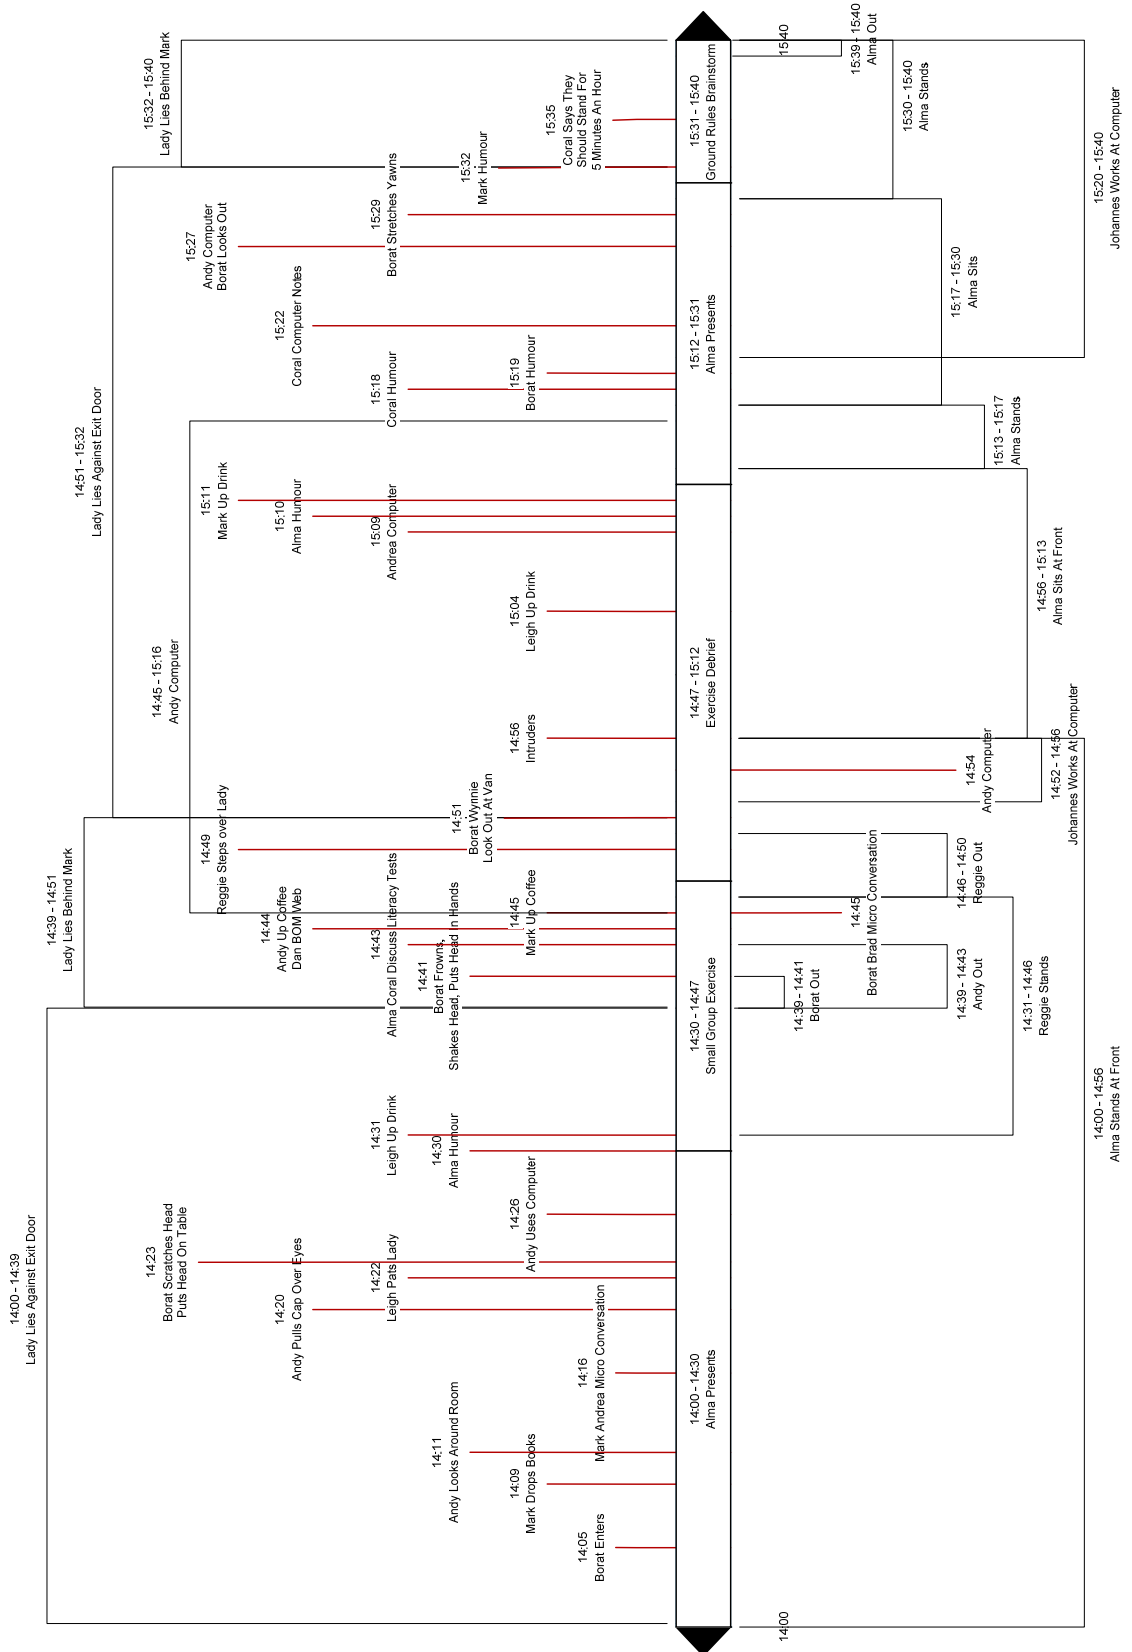 14:00 - 14:39
Lady Lies Against Exit Door
14:39 - 14:51
Lady Lies Behind Mark
14:51 - 15:32
Lady Lies Against Exit Door
15:32 - 15:40
Lady Lies Behind Mark
14:45 - 15:16
Andy Computer
14:23
Borat Scratches Head
Puts Head On Table
14:49
Reggie Steps over Lady
15:11
Mark Up Drink
15:27
Andy Computer
Borat Looks Out
14:20
Andy Pulls Cap Over Eyes
14:44
Andy Up Coffee
Dan BOM Web
15:10
Alma Humour
15:22
Coral Computer Notes
14:22
Leigh Pats Lady
14:31
Leigh Up Drink
14:43
Alma Coral Discuss Literacy Tests
15:09
Andrea Computer
15:18
Coral Humour
15:29
Borat Stretches Yawns
14:11
Andy Looks Around Room
14:30
Alma Humour
14:41
Borat Frowns,
Shakes Head, Puts Head In Hands
14:51
Borat Wynnie
Look Out At Van
15:32
Mark Humour
14:09
Mark Drops Books
14:26
Andy Uses Computer
14:45
Mark Up Coffee
14:56
Intruders
15:04
Leigh Up Drink
15:19
Borat Humour
15:35
Coral Says They
Should Stand For
5 Minutes An Hour
14:05
Borat Enters
14:16
Mark Andrea Micro Conversation
14:00 - 14:30
Alma Presents
14:30 - 14:47
Small Group Exercise
14:47 - 15:12
Exercise Debrief
15:12 - 15:31
Alma Presents
15:31 - 15:40
Ground Rules Brainstorm
14:00
15:40
14:39 - 14:41
Borat Out
14:45
Borat Brad Micro Conversation
15:39 - 15:40
Alma Out
15:30 - 15:40
Alma Stands
14:39 - 14:43
Andy Out
14:46 - 14:50
Reggie Out
14:54
Andy Computer
15:17 - 15:30
Alma Sits
15:13 - 15:17
Alma Stands
14:31 - 14:46
Reggie Stands
14:56 - 15:13
Alma Sits At Front
14:52 - 14:56
Johannes Works At Computer
14:00 - 14:56
Alma Stands At Front
15:20 - 15:40
Johannes Works At Computer